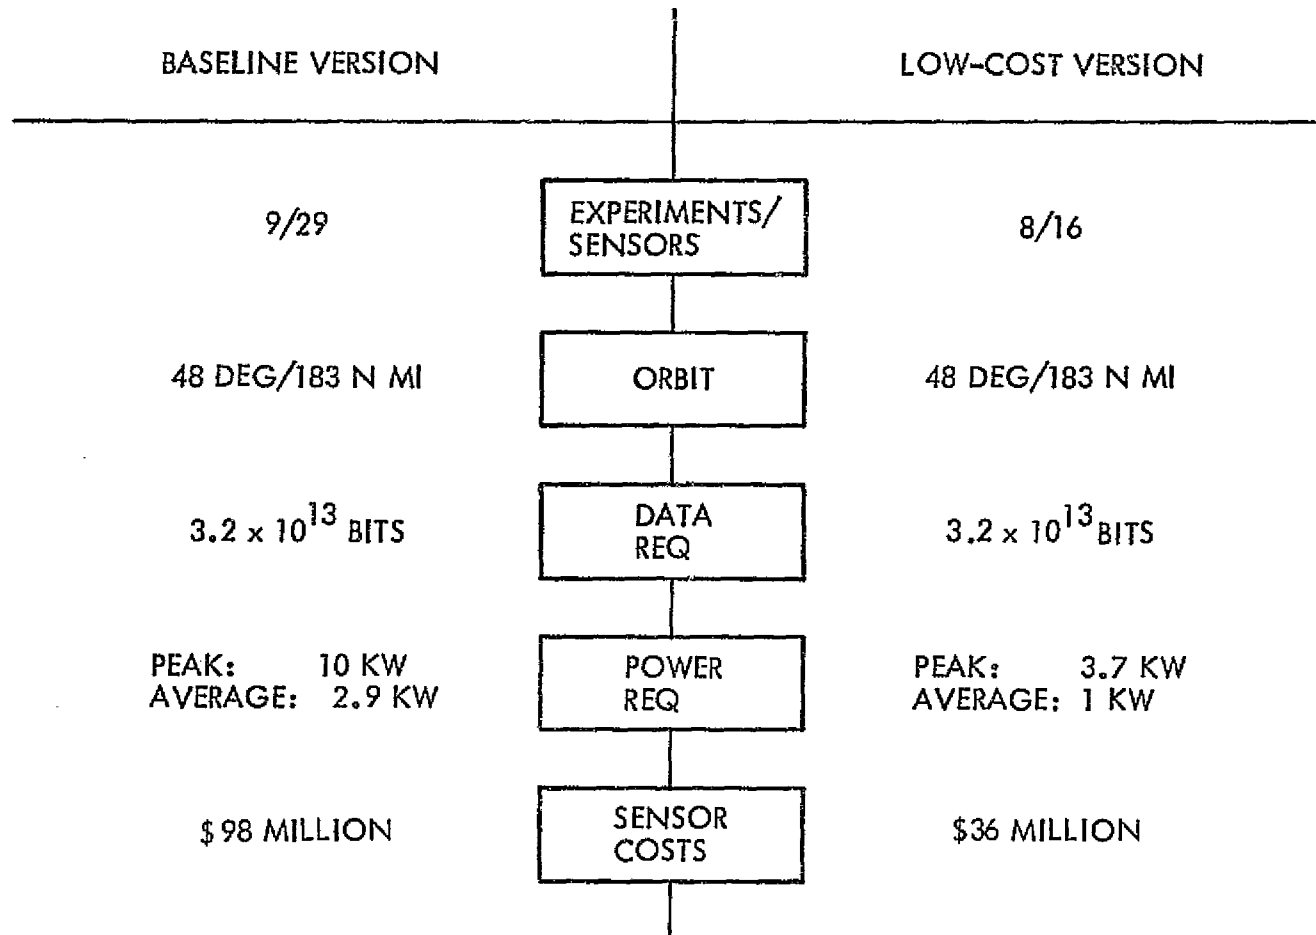 BASELINE VERSION
LOW-COST VERSION
9/29
EXPERIMENTS/
SENSORS
8/16
48 DEG/183 N MI
ORBIT
48 DEG/183 N MI
3.2 x 10^13 BITS
DATA
REQ
3.2 x 10^13 BITS
PEAK: 10 KW
AVERAGE: 2.9 KW
POWER
REQ
PEAK: 3.7 KW
AVERAGE: 1 KW
$98 MILLION
SENSOR
COSTS
$36 MILLION